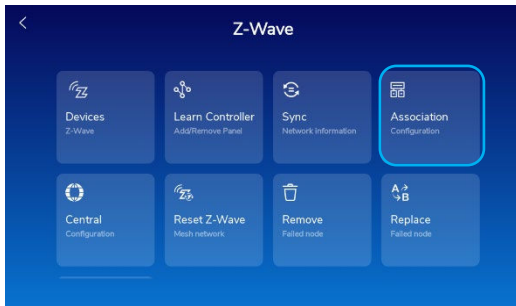 Z-Wave
Devices
Z-Wave
Learn Controller
Add/Remove Panel
Sync
Network Information
Association
Configuration
Central
Configuration
Reset Z-Wave
Mesh network
Remove
Failed node
A
B
Replace
Failed node